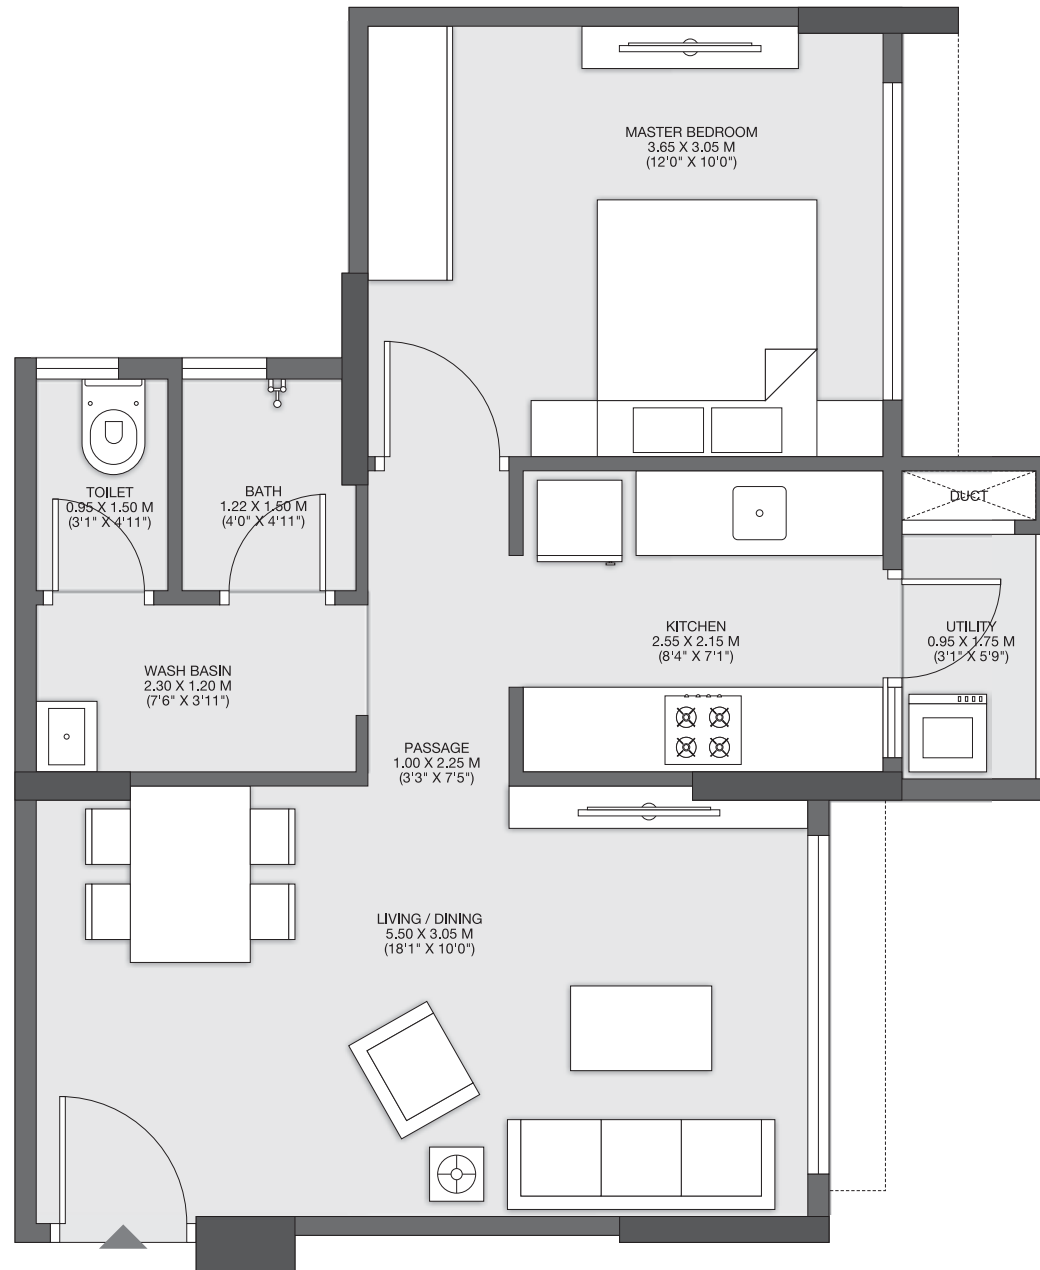 MASTER BEDROOM
3.65 X 3.05 M
(12'0" X 10'0")
TOILET
0.95 X 1.50 M
(3'1" X 4'11")
BATH
1.22 X 1.50 M
(4'0" X 4'11")
DUCT
KITCHEN
2.55 X 2.15 M
(8'4" X 7'1")
UTILITY
0.95 X 1.75 M
(3'1" X 5'9")
WASH BASIN
2.30 X 1.20 M
(7'6" X 3'11")
PASSAGE
1.00 X 2.25 M
(3'3" X 7'5")
LIVING / DINING
5.50 X 3.05 M
(18'1" X 10'0")